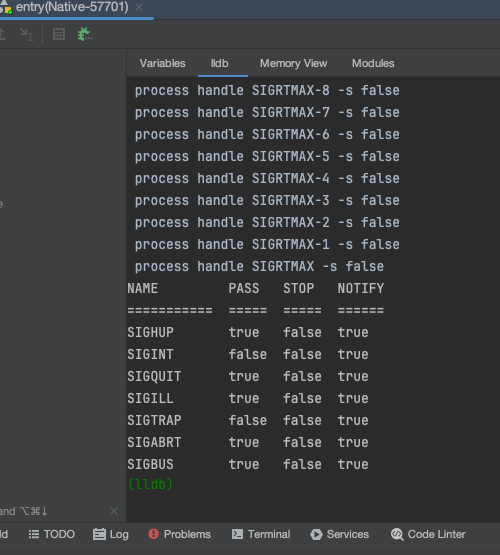 entry(Native-57701)
Variables lldb Memory View Modules
process handle SIGRTMAX-8 -s false
process handle SIGRTMAX-7 -s false
process handle SIGRTMAX-6 -s false
process handle SIGRTMAX-5 -s false
process handle SIGRTMAX-4 -s false
process handle SIGRTMAX-3 -s false
process handle SIGRTMAX-2 -s false
process handle SIGRTMAX-1 -s false
process handle SIGRTMAX -s false
NAME PASS STOP NOTIFY
=========== ===== ===== ======
SIGHUP true false true
SIGINT false false true
SIGQUIT true false true
SIGILL true false true
SIGTRAP false false true
SIGABRT true false true
SIGBUS true false true
(lldb)
and ⌥⌘↓
TODO Log Problems Terminal Services Code Linter